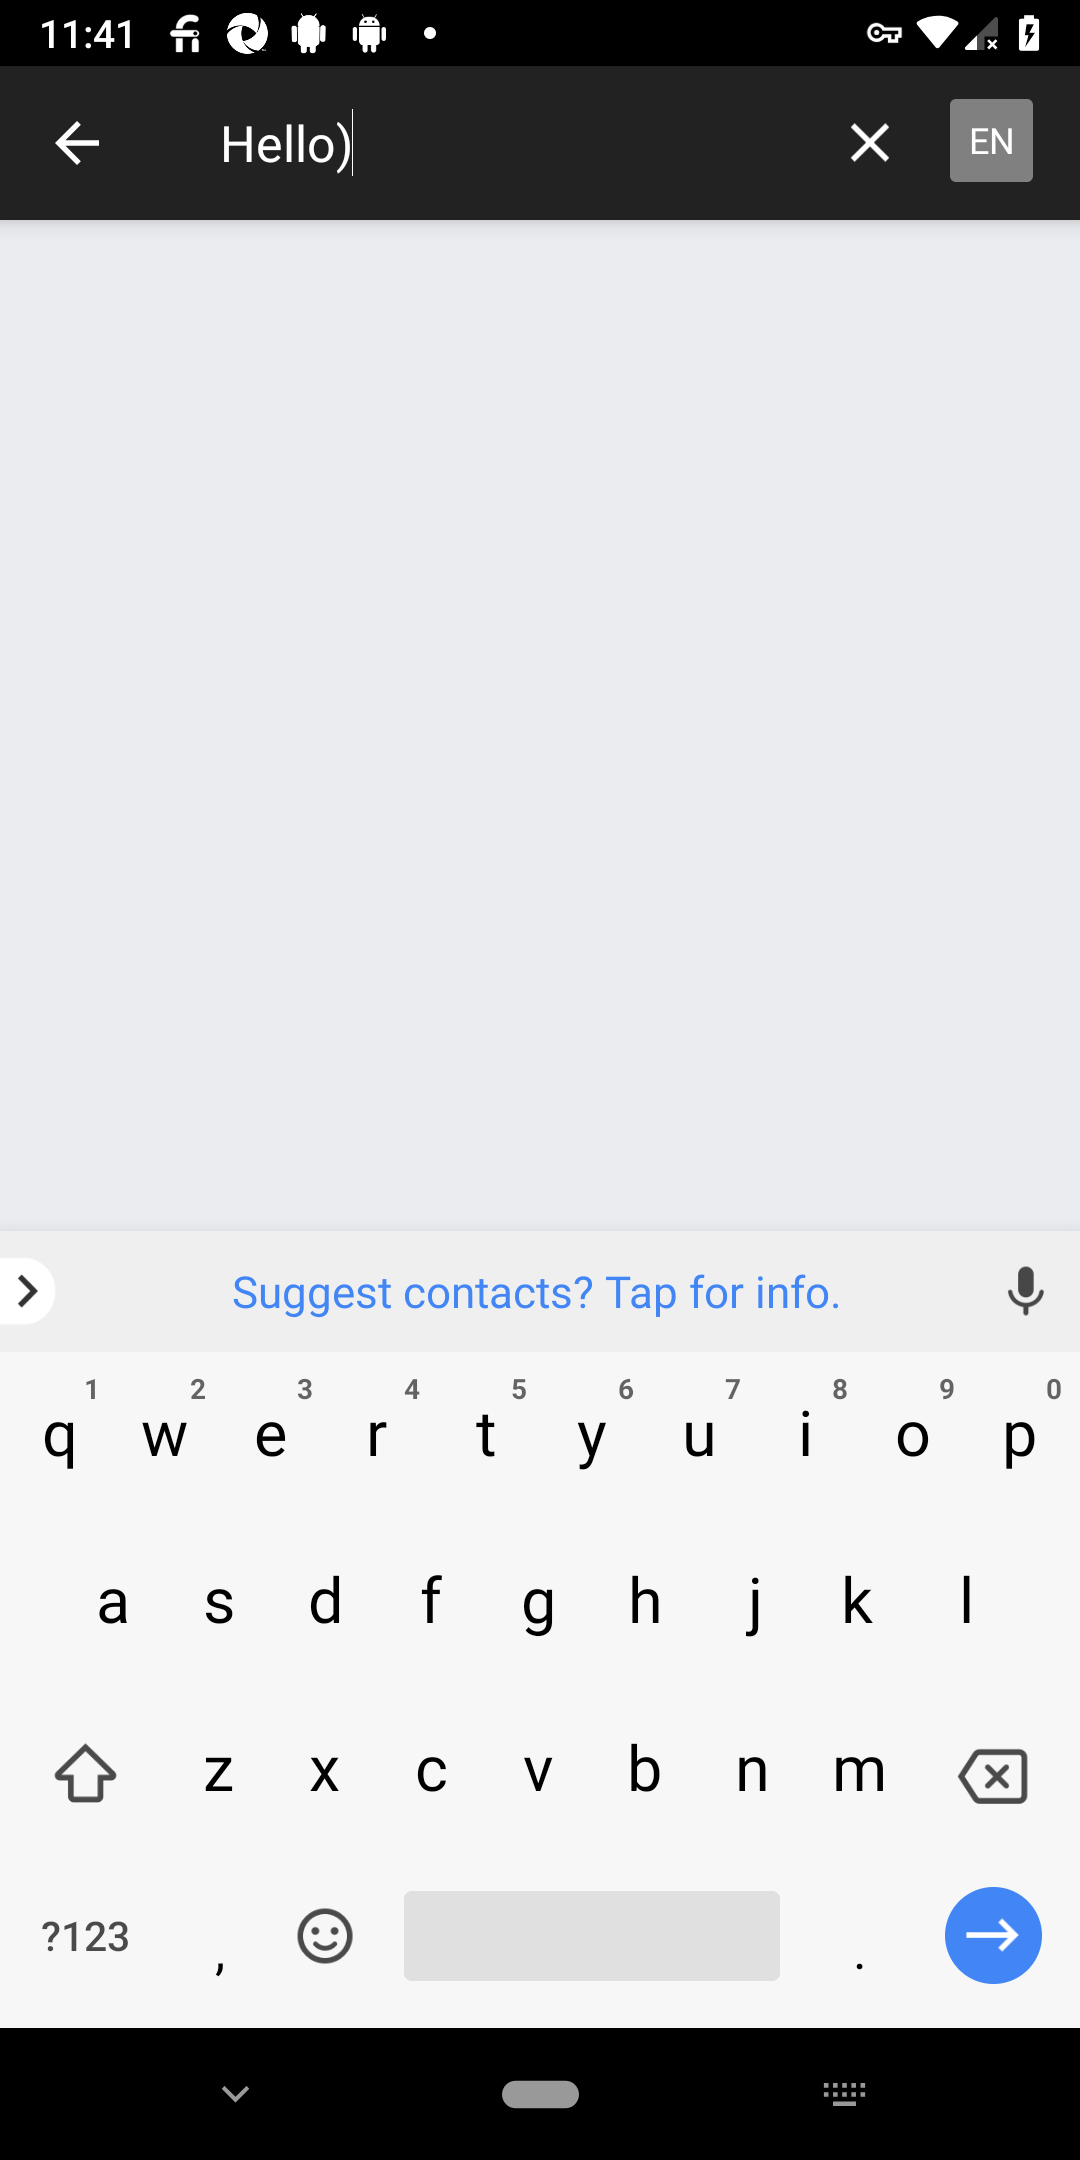 11:41
Hello)
EN
Suggest contacts? Tap for info.
1 2 3 4 5 6 7 8 9 0
q w e r t y u i o p
a s d f g h j k l
z x c v b n m
?123 , .